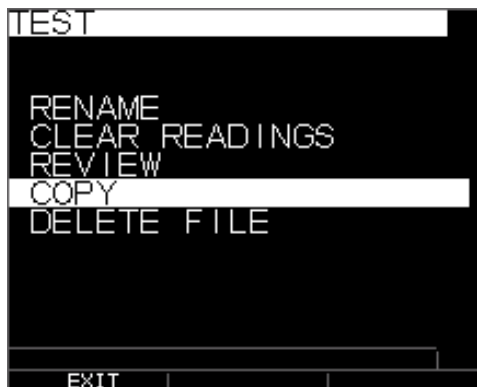 TEST
RENAME
CLEAR READINGS
REVIEW
COPY
DELETE FILE
EXIT